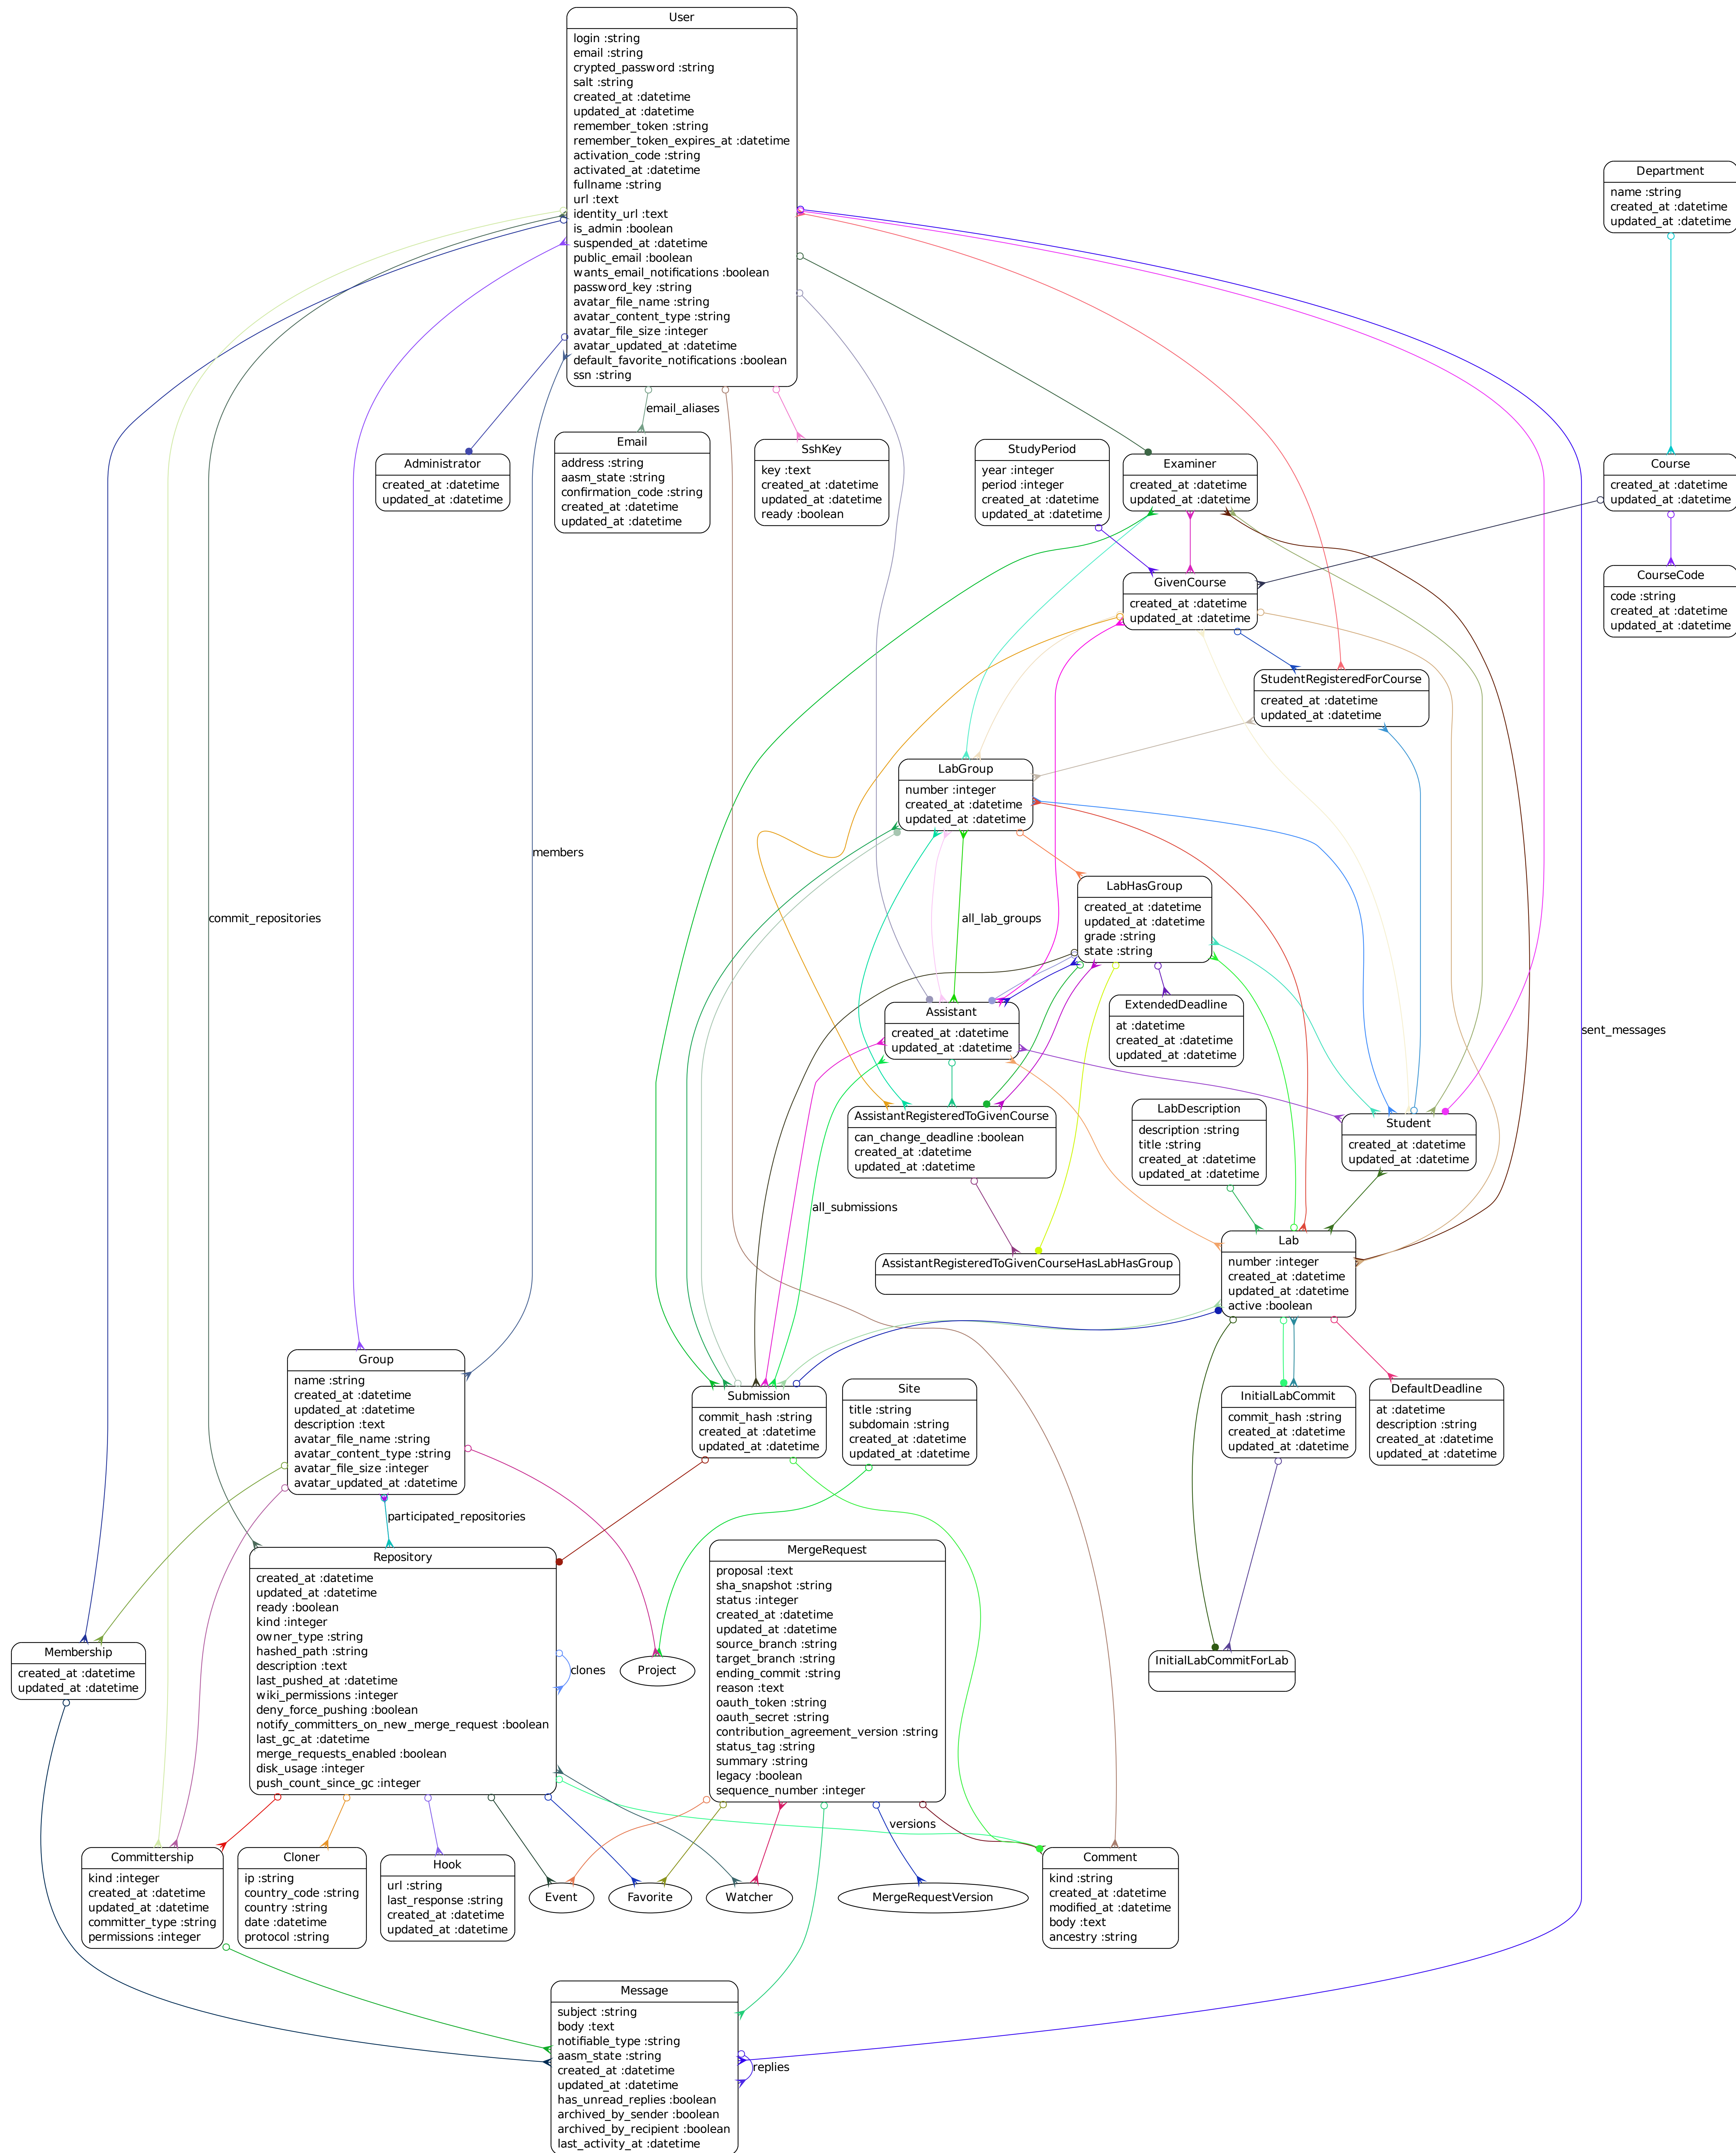 User
login :string
email :string
crypted_password :string
salt :string
created_at :datetime
updated_at :datetime
remember_token :string
remember_token_expires_at :datetime
activation_code :string
activated_at :datetime
fullname :string
url :text
identity_url :text
is_admin :boolean
suspended_at :datetime
public_email :boolean
wants_email_notifications :boolean
password_key :string
avatar_file_name :string
avatar_content_type :string
avatar_file_size :integer
avatar_updated_at :datetime
default_favorite_notifications :boolean
ssn :string
Department
name :string
created_at :datetime
updated_at :datetime
email_aliases
Administrator
created_at :datetime
updated_at :datetime
Email
address :string
aasm_state :string
confirmation_code :string
created_at :datetime
updated_at :datetime
SshKey
key :text
created_at :datetime
updated_at :datetime
ready :boolean
StudyPeriod
year :integer
period :integer
created_at :datetime
updated_at :datetime
Examiner
created_at :datetime
updated_at :datetime
Course
created_at :datetime
updated_at :datetime
GivenCourse
created_at :datetime
updated_at :datetime
CourseCode
code :string
created_at :datetime
updated_at :datetime
StudentRegisteredForCourse
created_at :datetime
updated_at :datetime
LabGroup
number :integer
created_at :datetime
updated_at :datetime
members
commit_repositories
all_lab_groups
LabHasGroup
created_at :datetime
updated_at :datetime
grade :string
state :string
Assistant
created_at :datetime
updated_at :datetime
ExtendedDeadline
at :datetime
created_at :datetime
updated_at :datetime
sent_messages
AssistantRegisteredToGivenCourse
can_change_deadline :boolean
created_at :datetime
updated_at :datetime
LabDescription
description :string
title :string
created_at :datetime
updated_at :datetime
Student
created_at :datetime
updated_at :datetime
all_submissions
AssistantRegisteredToGivenCourseHasLabHasGroup
Lab
number :integer
created_at :datetime
updated_at :datetime
active :boolean
Group
name :string
created_at :datetime
updated_at :datetime
description :text
avatar_file_name :string
avatar_content_type :string
avatar_file_size :integer
avatar_updated_at :datetime
Submission
commit_hash :string
created_at :datetime
updated_at :datetime
Site
title :string
subdomain :string
created_at :datetime
updated_at :datetime
InitialLabCommit
commit_hash :string
created_at :datetime
updated_at :datetime
DefaultDeadline
at :datetime
description :string
created_at :datetime
updated_at :datetime
participated_repositories
Membership
created_at :datetime
updated_at :datetime
Repository
created_at :datetime
updated_at :datetime
ready :boolean
kind :integer
owner_type :string
hashed_path :string
description :text
last_pushed_at :datetime
wiki_permissions :integer
deny_force_pushing :boolean
notify_committers_on_new_merge_request :boolean
last_gc_at :datetime
merge_requests_enabled :boolean
disk_usage :integer
push_count_since_gc :integer
clones
Project
MergeRequest
proposal :text
sha_snapshot :string
status :integer
created_at :datetime
updated_at :datetime
source_branch :string
target_branch :string
ending_commit :string
reason :text
oauth_token :string
oauth_secret :string
contribution_agreement_version :string
status_tag :string
summary :string
legacy :boolean
sequence_number :integer
InitialLabCommitForLab
versions
Committership
kind :integer
created_at :datetime
updated_at :datetime
committer_type :string
permissions :integer
Cloner
ip :string
country_code :string
country :string
date :datetime
protocol :string
Hook
url :string
last_response :string
created_at :datetime
updated_at :datetime
Event
Favorite
Watcher
MergeRequestVersion
Comment
kind :string
created_at :datetime
modified_at :datetime
body :text
ancestry :string
Message
subject :string
body :text
notifiable_type :string
aasm_state :string
created_at :datetime
updated_at :datetime
has_unread_replies :boolean
archived_by_sender :boolean
archived_by_recipient :boolean
last_activity_at :datetime
replies